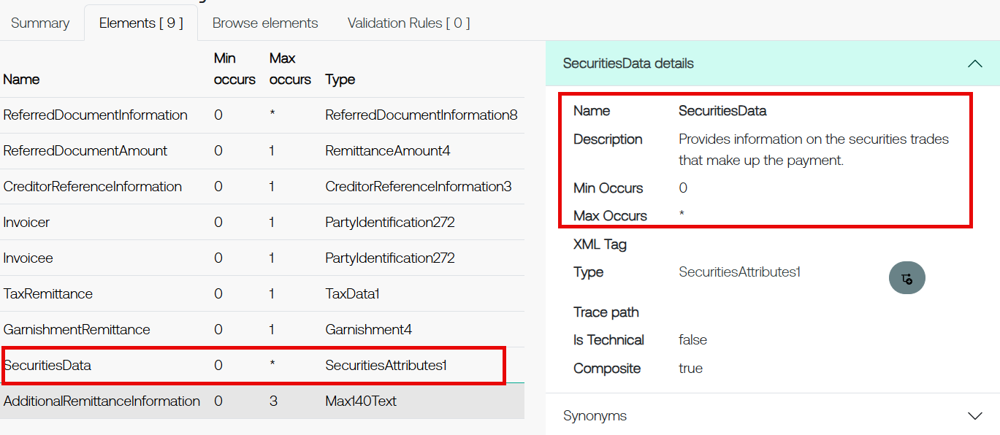 Summary Elements [ 9 ] Browse elements Validation Rules [ 0 ]
Min Max
occurs occurs
Name Type
ReferredDocumentInformation 0 * ReferredDocumentInformation8
ReferredDocumentAmount 0 1 RemittanceAmount4
CreditorReferenceInformation 0 1 CreditorReferenceInformation3
Invoicer 0 1 PartyIdentification272
Invoicee 0 1 PartyIdentification272
TaxRemittance 0 1 TaxData1
GarnishmentRemittance 0 1 Garnishment4
SecuritiesData 0 * SecuritiesAttributes1
AdditionalRemittanceInformation 0 3 Max140Text
SecuritiesData details
Name SecuritiesData
Description Provides information on the securities trades
that make up the payment.
Min Occurs 0
Max Occurs *
XML Tag
Type SecuritiesAttributes1
Trace path
Is Technical false
Composite true
Synonyms